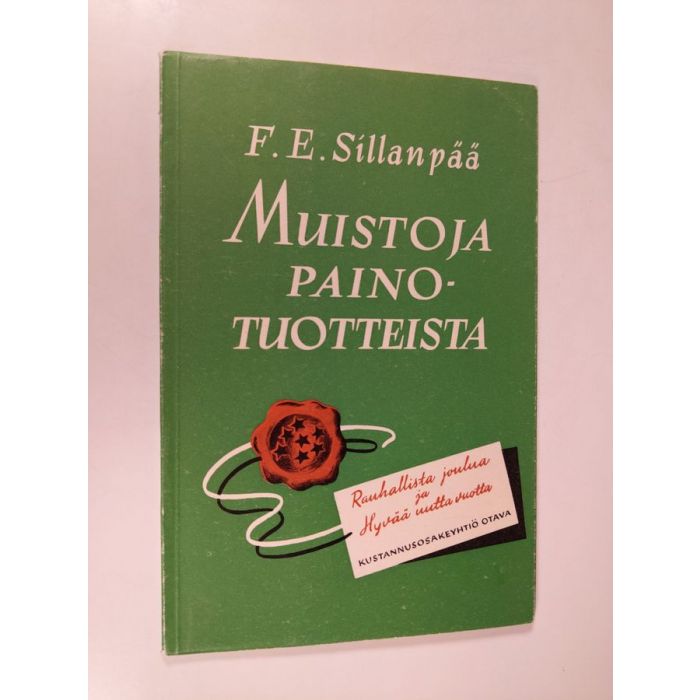 F. E. Sillanpää
MUISTOJA
PAINO-
TUOTTEISTA
Rauhallista joulua
ja
Hyvää uutta vuotta
KUSTANNUSOSAKEYHTIÖ OTAVA